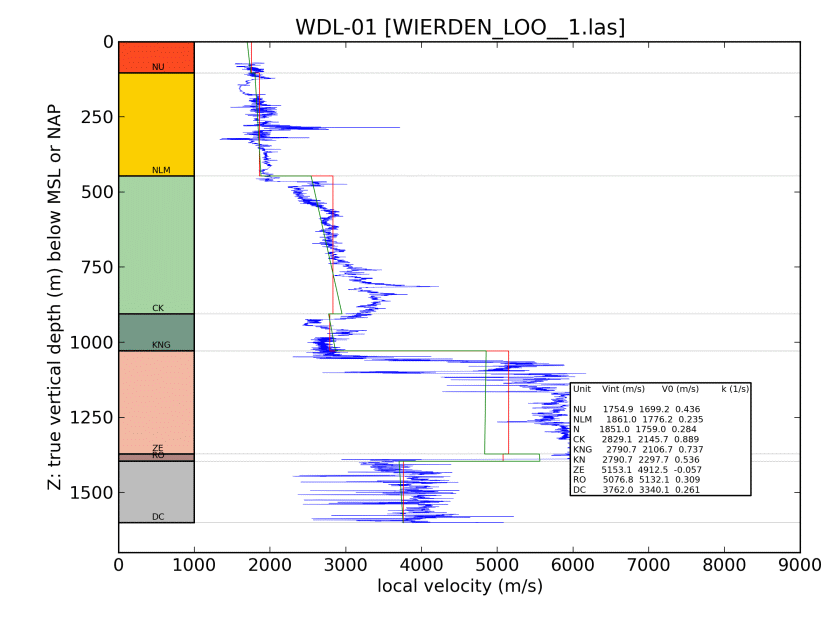 WDL-01 [WIERDEN_LOO__1.las]
0
250
500
750
1000
1250
1500
Z: true vertical depth (m) below MSL or NAP
NU
NLM
CK
KNG
ZE
RO
DC
Unit Vint (m/s) V0 (m/s) k (1/s)
NU 1754.9 1699.2 0.436
NLM 1861.0 1776.2 0.235
N 1851.0 1759.0 0.284
CK 2829.1 2145.7 0.889
KNG 2790.7 2106.7 0.737
KN 2790.7 2297.7 0.536
ZE 5153.1 4912.5 -0.057
RO 5076.8 5132.1 0.309
DC 3762.0 3340.1 0.261
0 1000 2000 3000 4000 5000 6000 7000 8000 9000
local velocity (m/s)